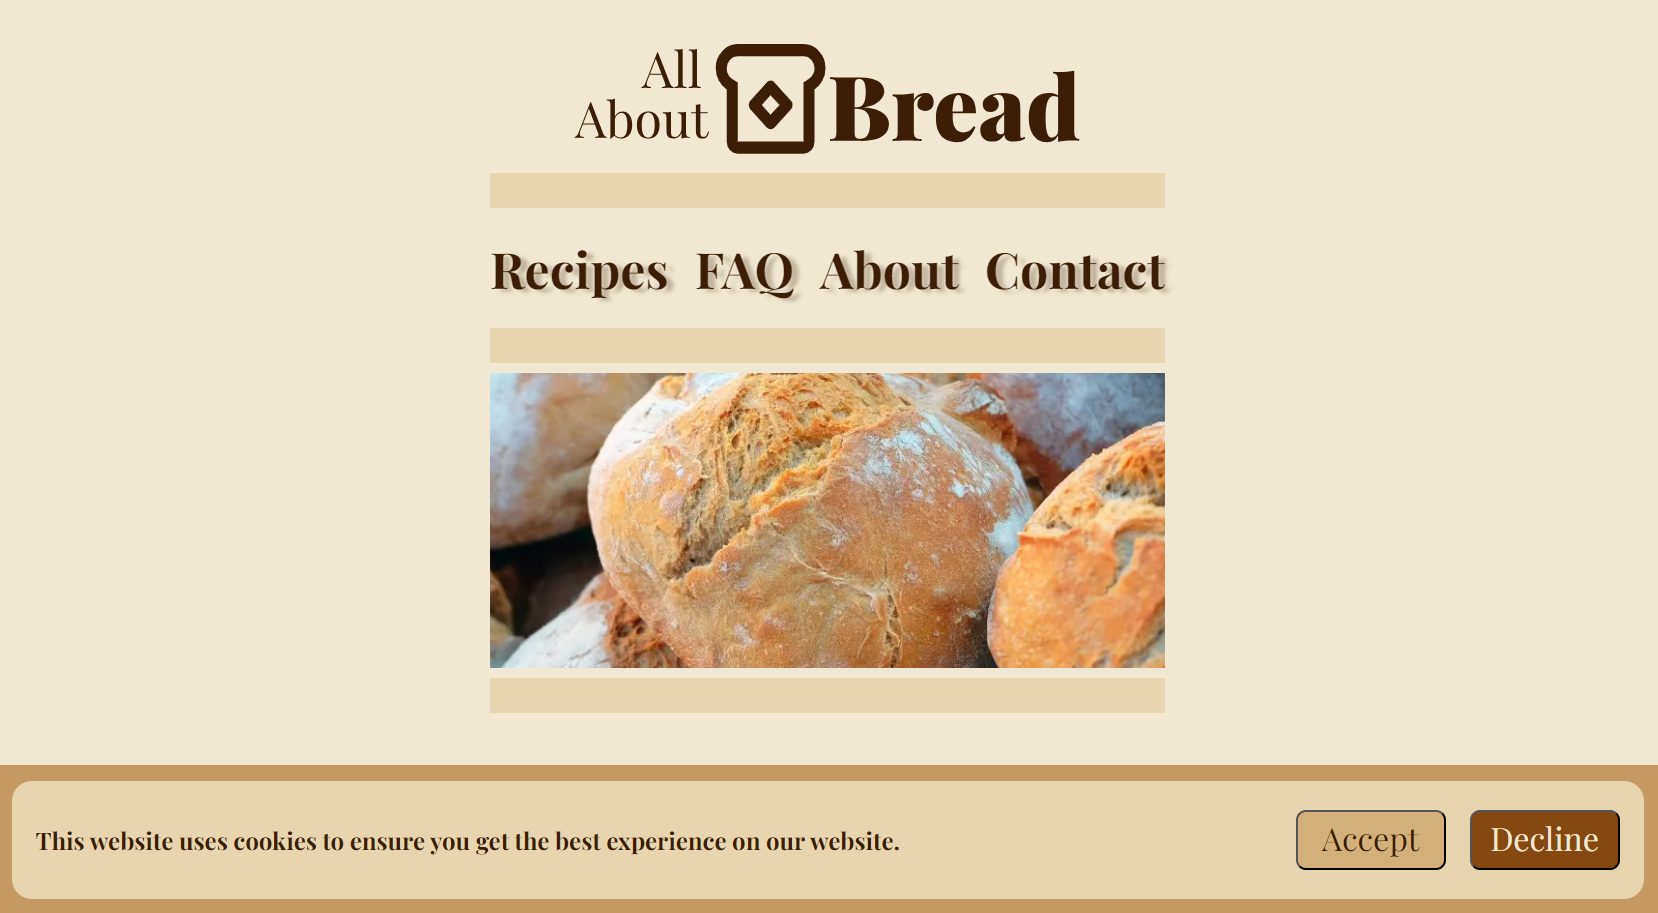 All
About
Bread
Recipes FAQ About Contact
This website uses cookies to ensure you get the best experience on our website.
Accept
Decline